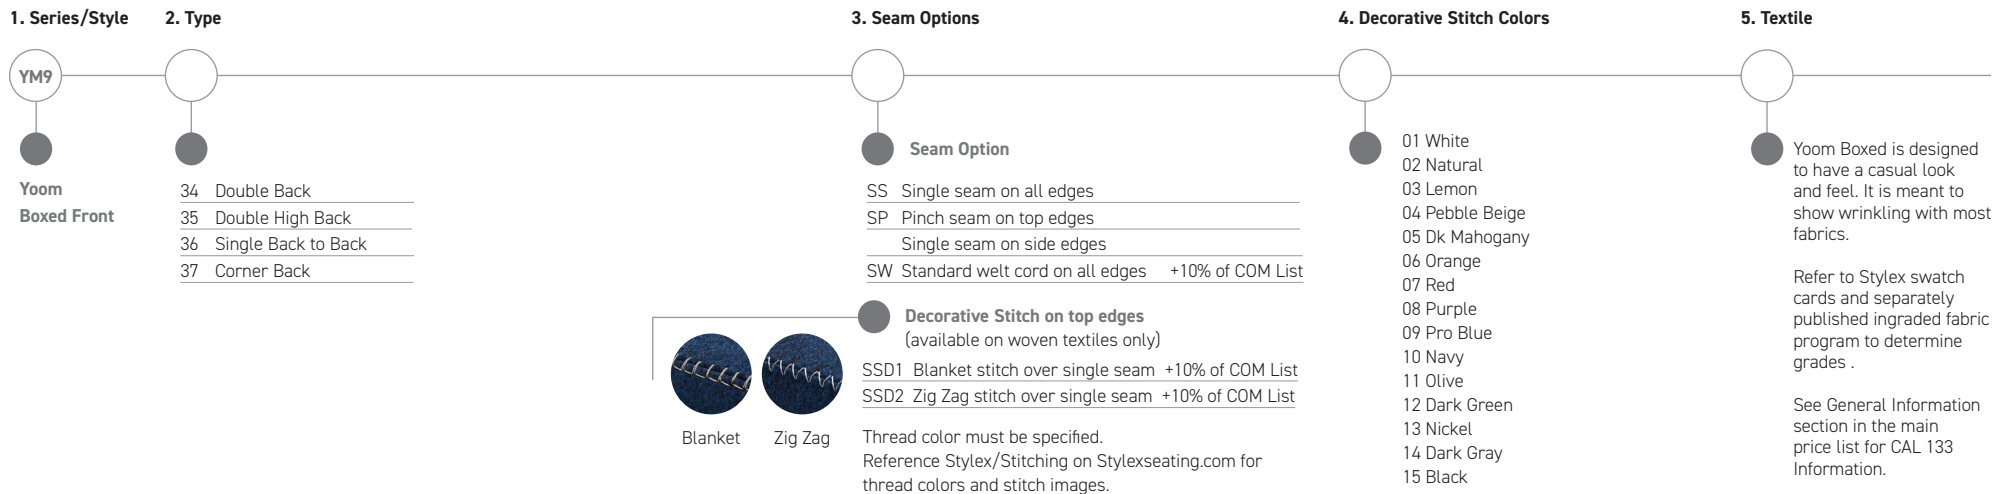 1. Series/Style
YM9
Yoom
Boxed Front
2. Type
34 Double Back
35 Double High Back
36 Single Back to Back
37 Corner Back
3. Seam Options
Seam Option
SS Single seam on all edges
SP Pinch seam on top edges
Single seam on side edges
SW Standard welt cord on all edges +10% of COM List
Decorative Stitch on top edges
(available on woven textiles only)
SSD1 Blanket stitch over single seam +10% of COM List
SSD2 Zig Zag stitch over single seam +10% of COM List
Blanket Zig Zag
Thread color must be specified.
Reference Stylex/Stitching on Stylexseating.com for
thread colors and stitch images.
4. Decorative Stitch Colors
01 White
02 Natural
03 Lemon
04 Pebble Beige
05 Dk Mahogany
06 Orange
07 Red
08 Purple
09 Pro Blue
10 Navy
11 Olive
12 Dark Green
13 Nickel
14 Dark Gray
15 Black
5. Textile
Yoom Boxed is designed
to have a casual look
and feel. It is meant to
show wrinkling with most
fabrics.
Refer to Stylex swatch
cards and separately
published ingraded fabric
program to determine
grades .
See General Information
section in the main
price list for CAL 133
Information.